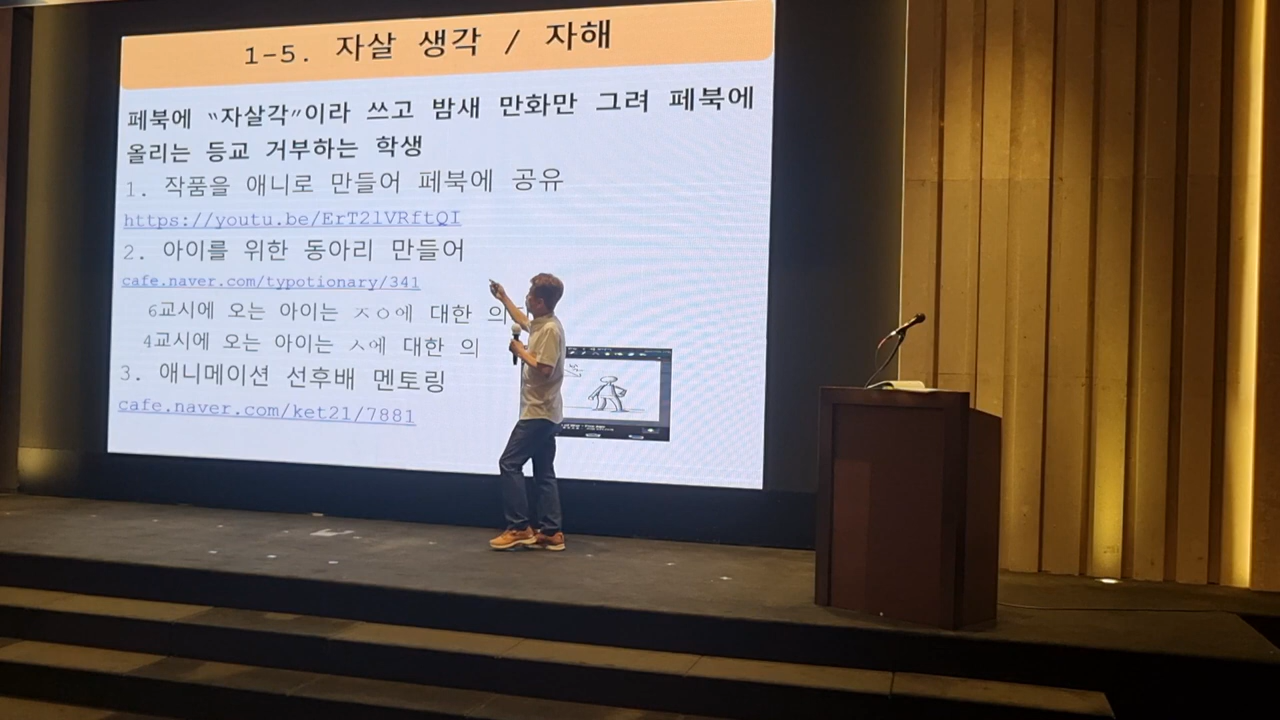 1-5. 자살 생각 / 자해
페북에 “자살각”이라 쓰고 밤새 만화만 그려 페북에
올리는 등교 거부하는 학생
1. 작품을 애니로 만들어 페북에 공유
https://youtu.be/ErT2lVRftQI
2. 아이를 위한 동아리 만들어
cafe.naver.com/typotionary/341
6교시에 오는 아이는 ㅈㅇ에 대한 의
4교시에 오는 아이는 ㅅ에 대한 의
3. 애니메이션 선후배 멘토링
cafe.naver.com/ket21/7881